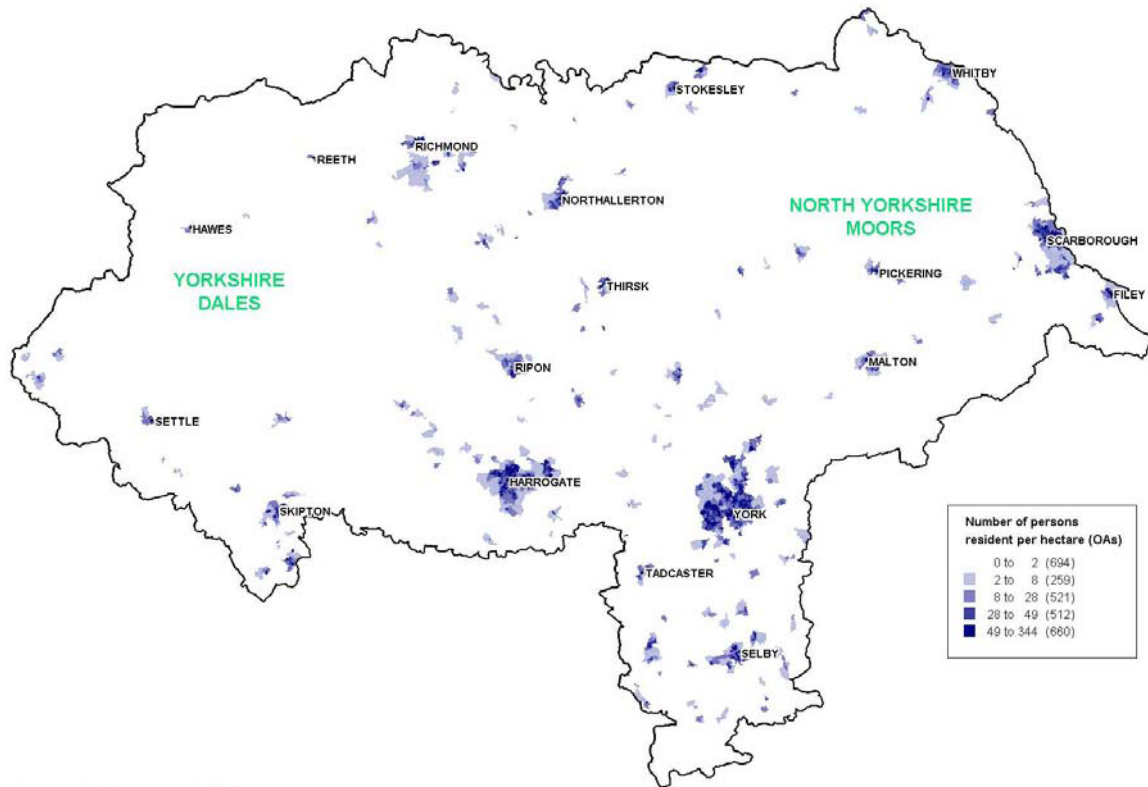 WHITBY
STOKESLEY
RICHMOND
REETH
NORTHALLERTON
NORTH YORKSHIRE
MOORS
HAWES
SCARBOROUGH
YORKSHIRE
DALES
PICKERING
THIRSK
FILEY
RIPON
MALTON
SETTLE
HARROGATE
SKIPTON
YORK
TADCASTER
SELBY
Number of persons
resident per hectare (OAs)
0 to 2 (694)
2 to 8 (259)
8 to 28 (521)
28 to 49 (512)
49 to 344 (660)